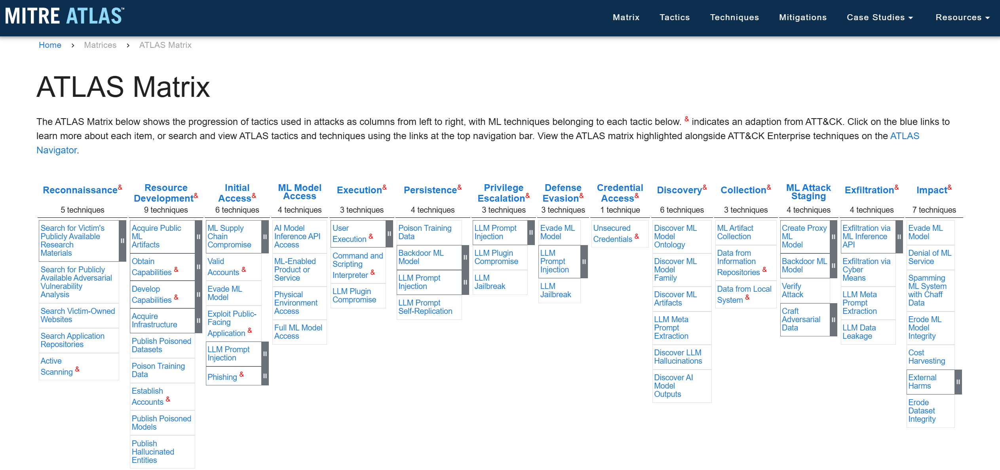 MITRE ATLAS™
Matrix Tactics Techniques Mitigations Case Studies Resources
Home › Matrices › ATLAS Matrix
ATLAS Matrix
The ATLAS Matrix below shows the progression of tactics used in attacks as columns from left to right, with ML techniques belonging to each tactic below. & indicates an adaption from ATT&CK. Click on the blue links to
learn more about each item, or search and view ATLAS tactics and techniques using the links at the top navigation bar. View the ATLAS matrix highlighted alongside ATT&CK Enterprise techniques on the ATLAS
Navigator.
Reconnaissance&
5 techniques
Search for Victim's
Publicly Available
Research
Materials
Search for Publicly
Available Adversarial
Vulnerability
Analysis
Search Victim-Owned
Websites
Search Application
Repositories
Active
Scanning &
Resource
Development&
9 techniques
Acquire Public
ML
Artifacts
Obtain
Capabilities &
Develop
Capabilities &
Acquire
Infrastructure
Publish Poisoned
Datasets
Poison Training
Data
Establish
Accounts &
Publish Poisoned
Models
Publish
Hallucinated
Entities
Initial
Access&
6 techniques
ML Supply
Chain
Compromise
Valid
Accounts &
Evade ML
Model
Exploit Public-
Facing
Application &
LLM Prompt
Injection
Phishing &
ML Model
Access
4 techniques
AI Model
Inference API
Access
ML-Enabled
Product or
Service
Physical
Environment
Access
Full ML Model
Access
Execution&
3 techniques
User
Execution &
Command and
Scripting
Interpreter &
LLM Plugin
Compromise
Persistence&
4 techniques
Poison Training
Data
Backdoor ML
Model
LLM Prompt
Injection
LLM Prompt
Self-Replication
Privilege
Escalation&
3 techniques
LLM Prompt
Injection
LLM Plugin
Compromise
LLM
Jailbreak
Defense
Evasion&
3 techniques
Evade ML
Model
LLM
Prompt
Injection
LLM
Jailbreak
Credential
Access&
1 technique
Unsecured
Credentials &
Discovery&
6 techniques
Discover ML
Model
Ontology
Discover ML
Model
Family
Discover ML
Artifacts
LLM Meta
Prompt
Extraction
Discover LLM
Hallucinations
Discover AI
Model
Outputs
Collection&
3 techniques
ML Artifact
Collection
Data from
Information
Repositories &
Data from Local
System &
ML Attack
Staging
4 techniques
Create Proxy
ML
Model
Backdoor ML
Model
Verify
Attack
Craft
Adversarial
Data
Exfiltration&
4 techniques
Exfiltration via
ML Inference
API
Exfiltration via
Cyber
Means
LLM Meta
Prompt
Extraction
LLM Data
Leakage
Impact&
7 techniques
Evade ML
Model
Denial of ML
Service
Spamming
ML System
with Chaff
Data
Erode ML
Model
Integrity
Cost
Harvesting
External
Harms
Erode
Dataset
Integrity